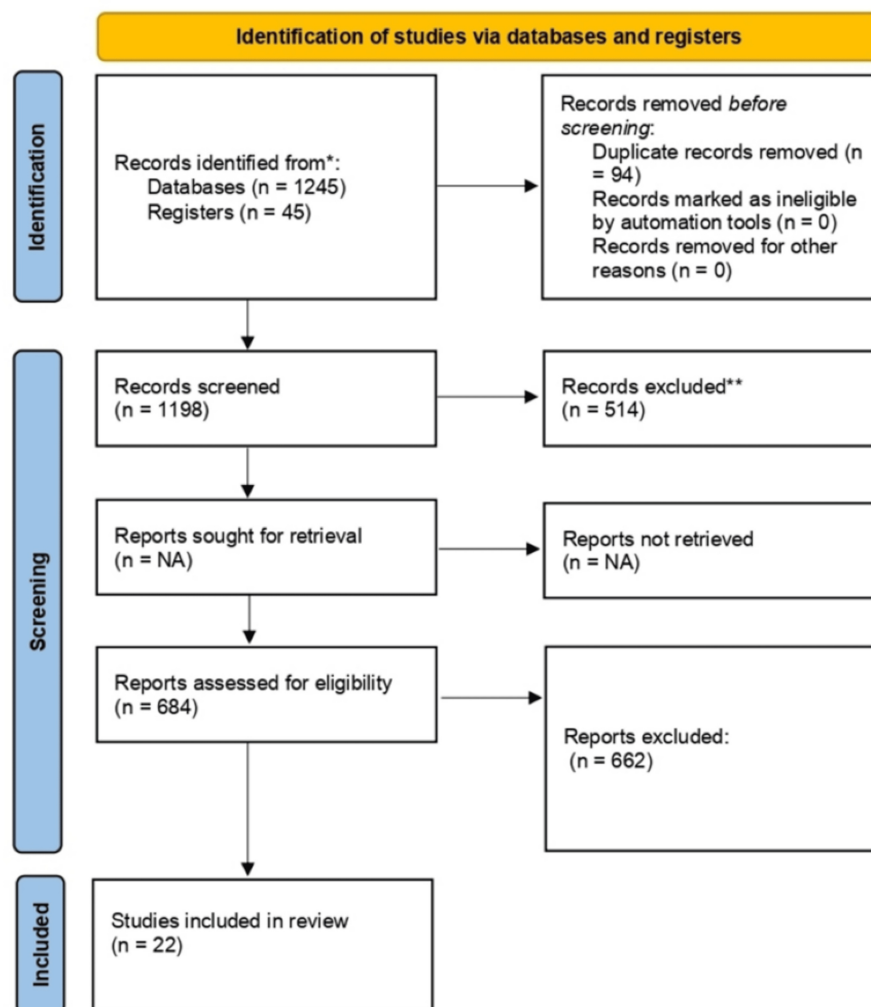 Identification of studies via databases and registers
Identification
Records identified from*:
Databases (n = 1245)
Registers (n = 45)
Records removed before
screening:
Duplicate records removed (n
= 94)
Records marked as ineligible
by automation tools (n = 0)
Records removed for other
reasons (n = 0)
Screening
Records screened
(n = 1198)
Records excluded**
(n = 514)
Reports sought for retrieval
(n = NA)
Reports not retrieved
(n = NA)
Reports assessed for eligibility
(n = 684)
Reports excluded:
(n = 662)
Included
Studies included in review
(n = 22)